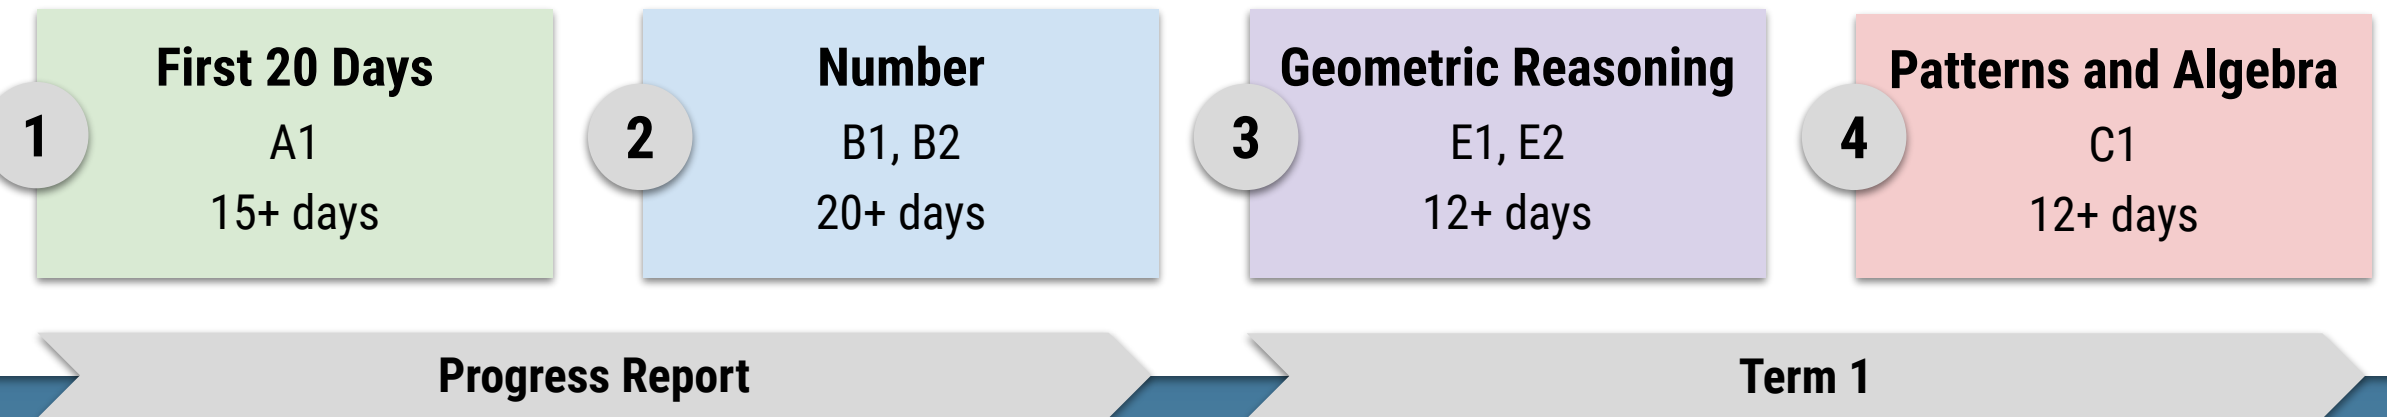 1
First 20 Days
A1
15+ days
2
Number
B1, B2
20+ days
3
Geometric Reasoning
E1, E2
12+ days
4
Patterns and Algebra
C1
12+ days
Progress Report
Term 1